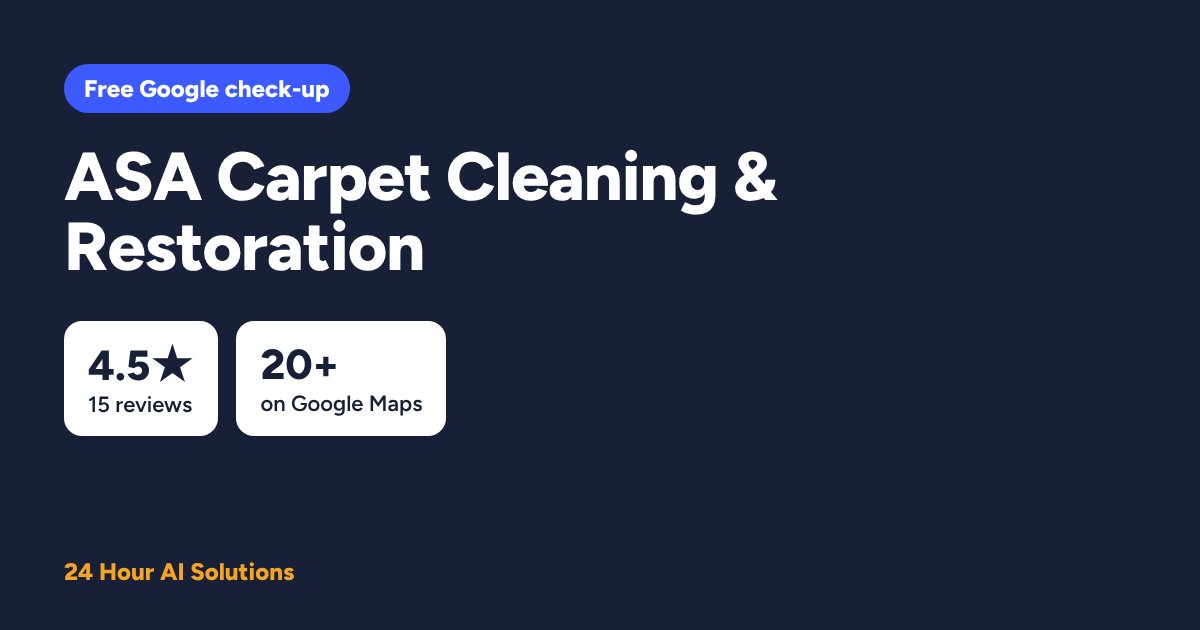 Free Google check-up
ASA Carpet Cleaning &
Restoration
4.5★
15 reviews
20+
on Google Maps
24 Hour AI Solutions